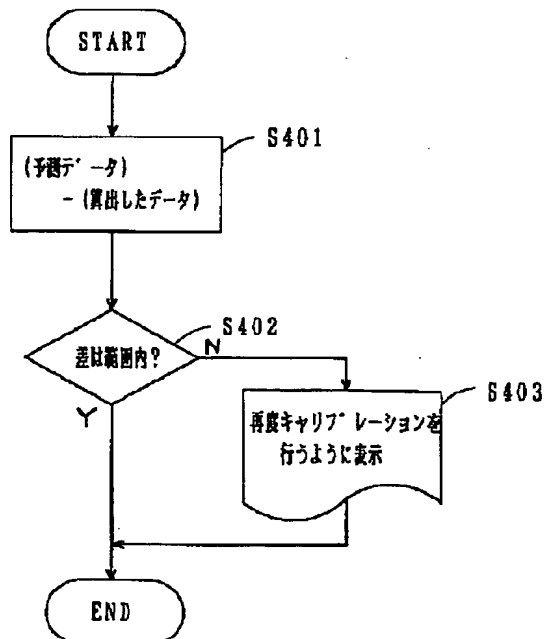 START
S401
(予測データ)
- (算出したデータ)
S402
差は範囲内?
N
Y
S403
再度キャリブレーションを
行うように表示
END